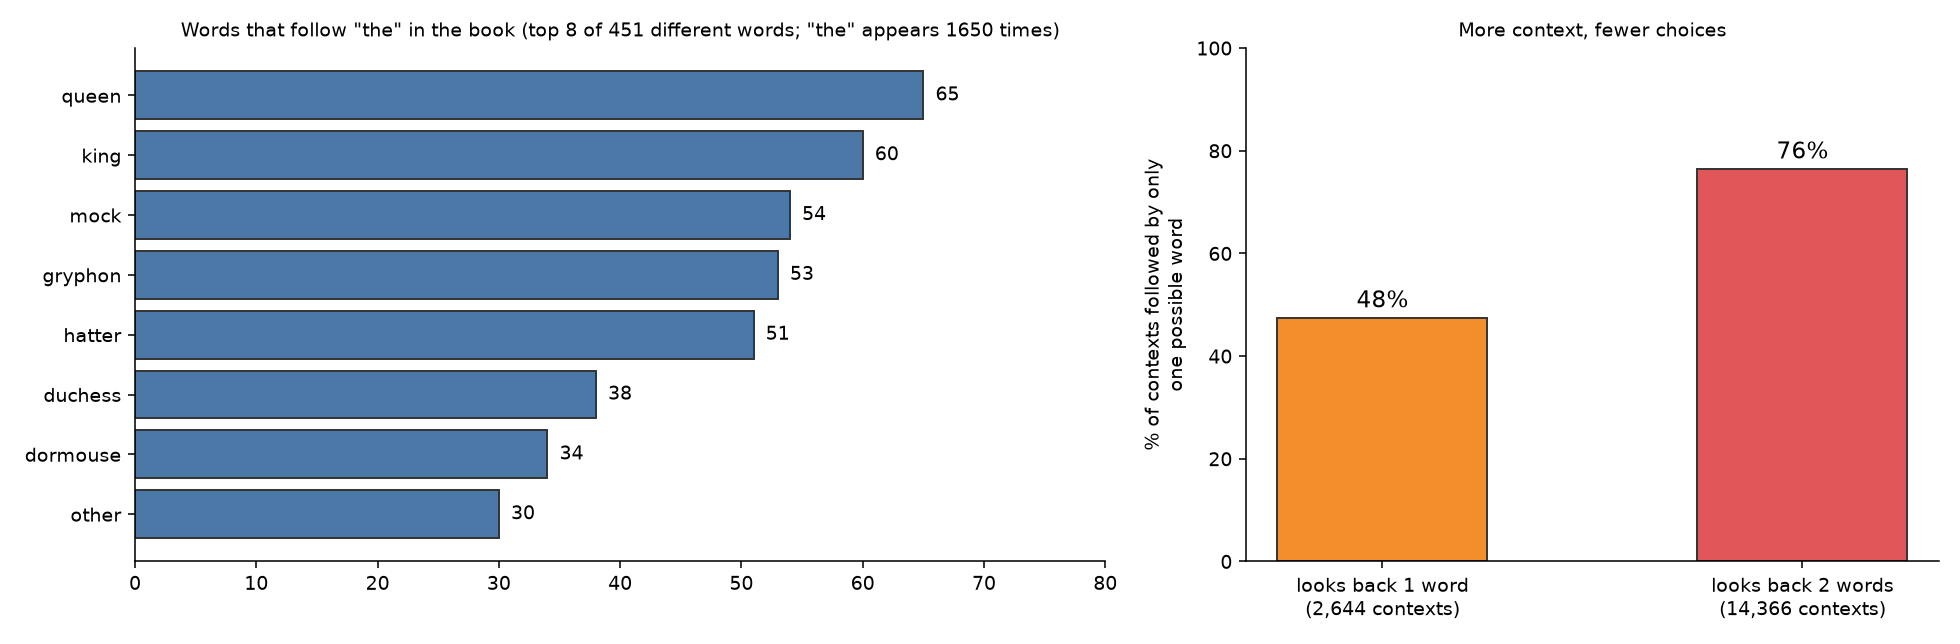 Words that follow "the" in the book (top 8 of 451 different words; "the" appears 1650 times)
queen
65
king
60
mock
54
gryphon
53
hatter
51
duchess
38
dormouse
34
other
30
0 10 20 30 40 50 60 70 80
More context, fewer choices
% of contexts followed by only
one possible word
100
80
60
40
20
0
48%
76%
looks back 1 word
(2,644 contexts)
looks back 2 words
(14,366 contexts)